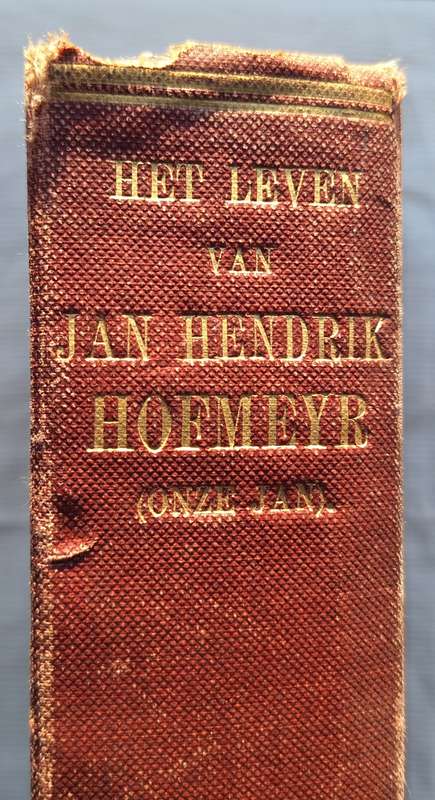 HET LEVEN
VAN
JAN HENDRIK
HOFMEYR
(ONZE JAN).